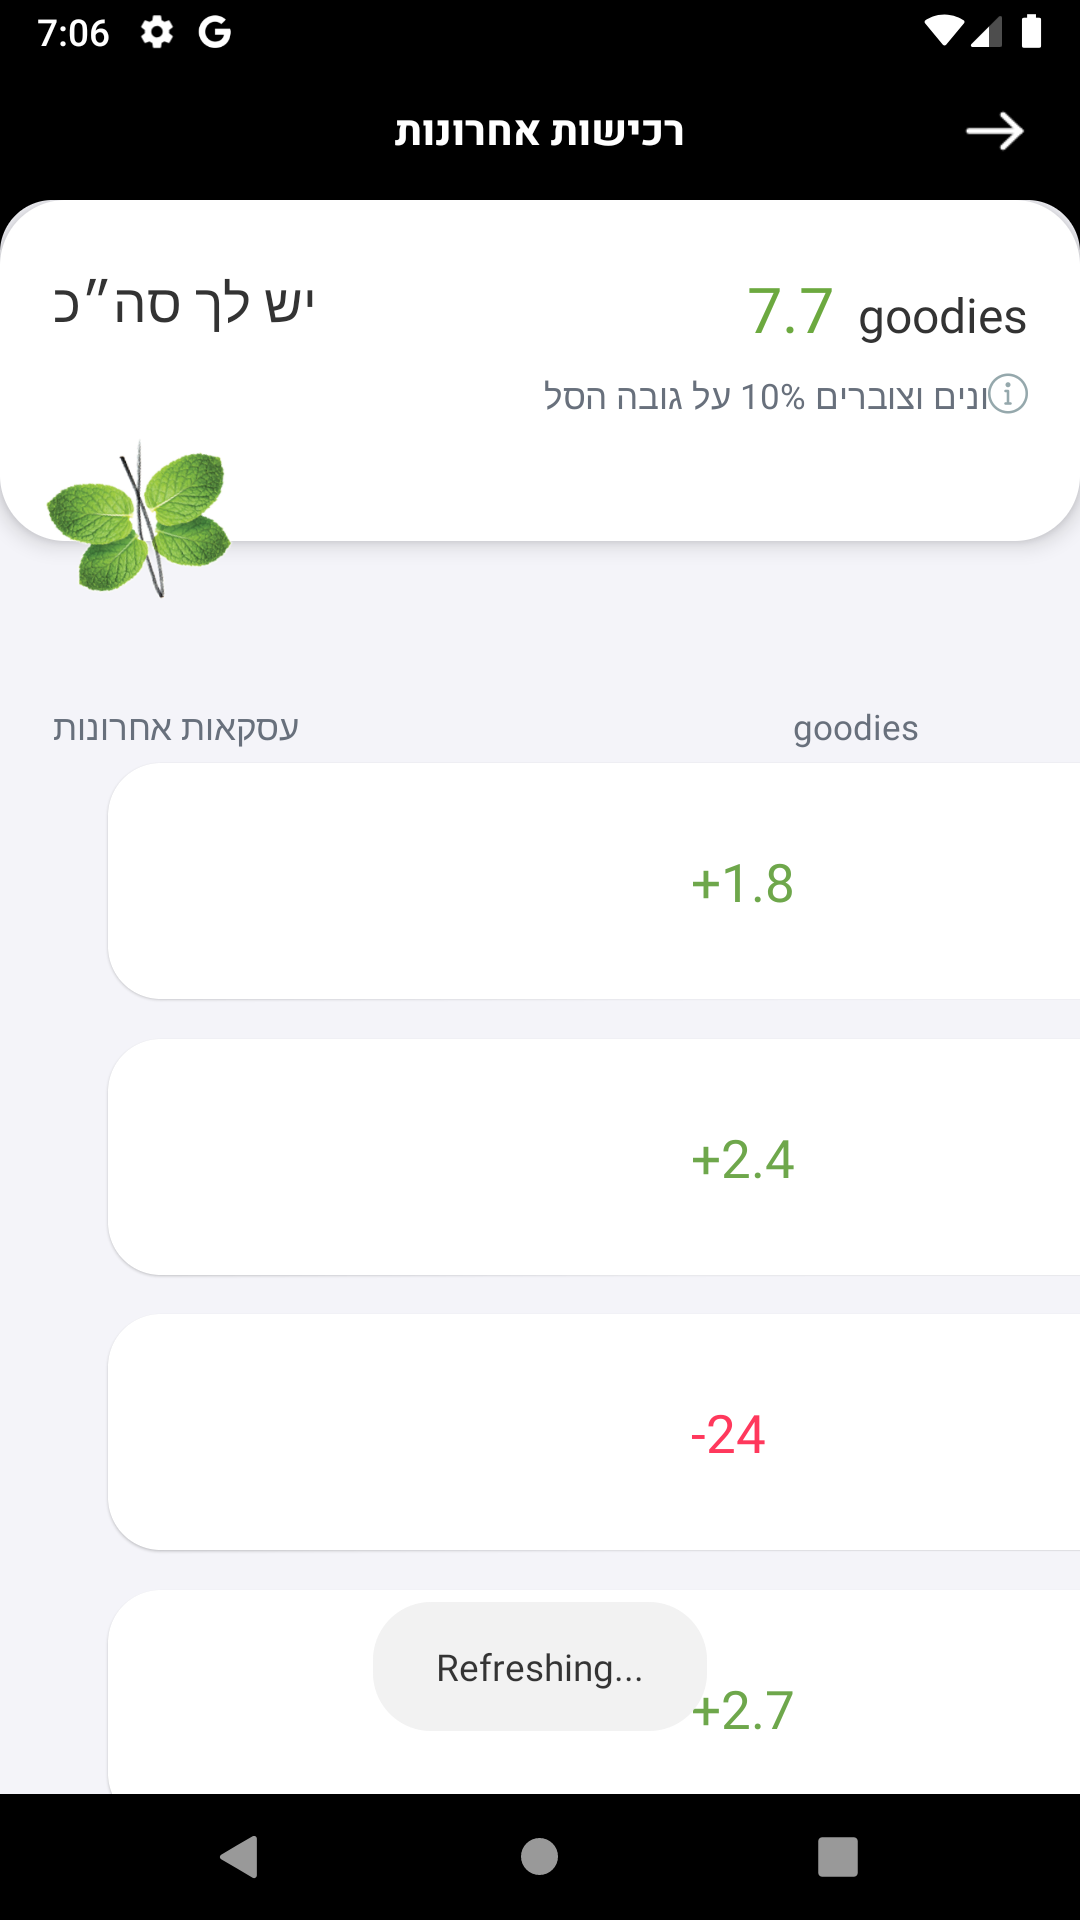 7:06
רכישות אחרונות
יש לך סה״כ
7.7 goodies
ונים וצוברים 10% על גובה הסל
עסקאות אחרונות
goodies
+1.8
+2.4
-24
+2.7
Refreshing...